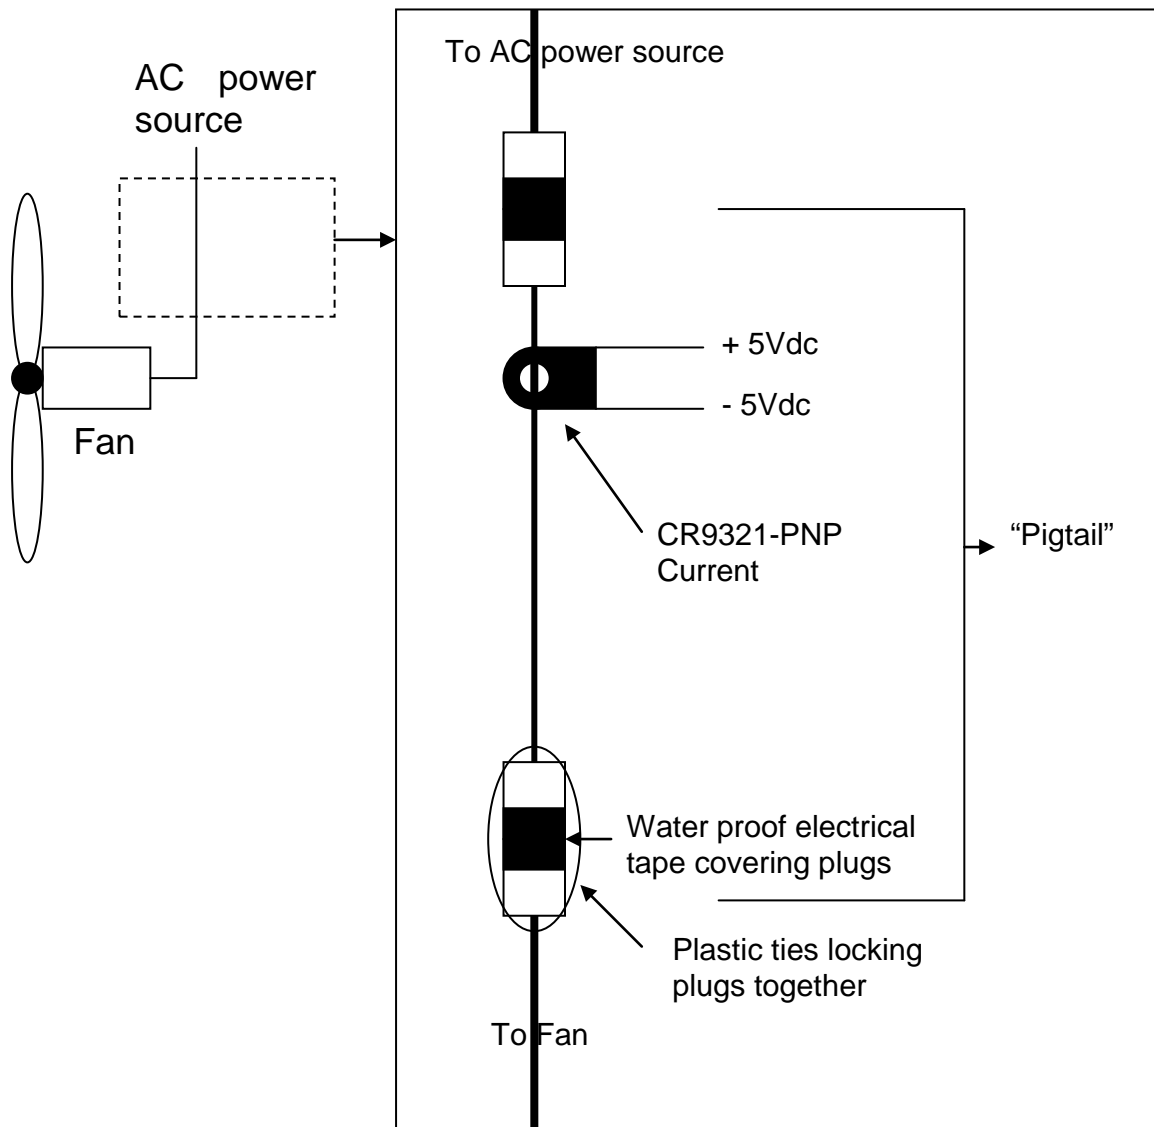 To AC power source
AC power
source
+ 5Vdc
- 5Vdc
Fan
CR9321-PNP
Current
“Pigtail”
Water proof electrical
tape covering plugs
Plastic ties locking
plugs together
To Fan